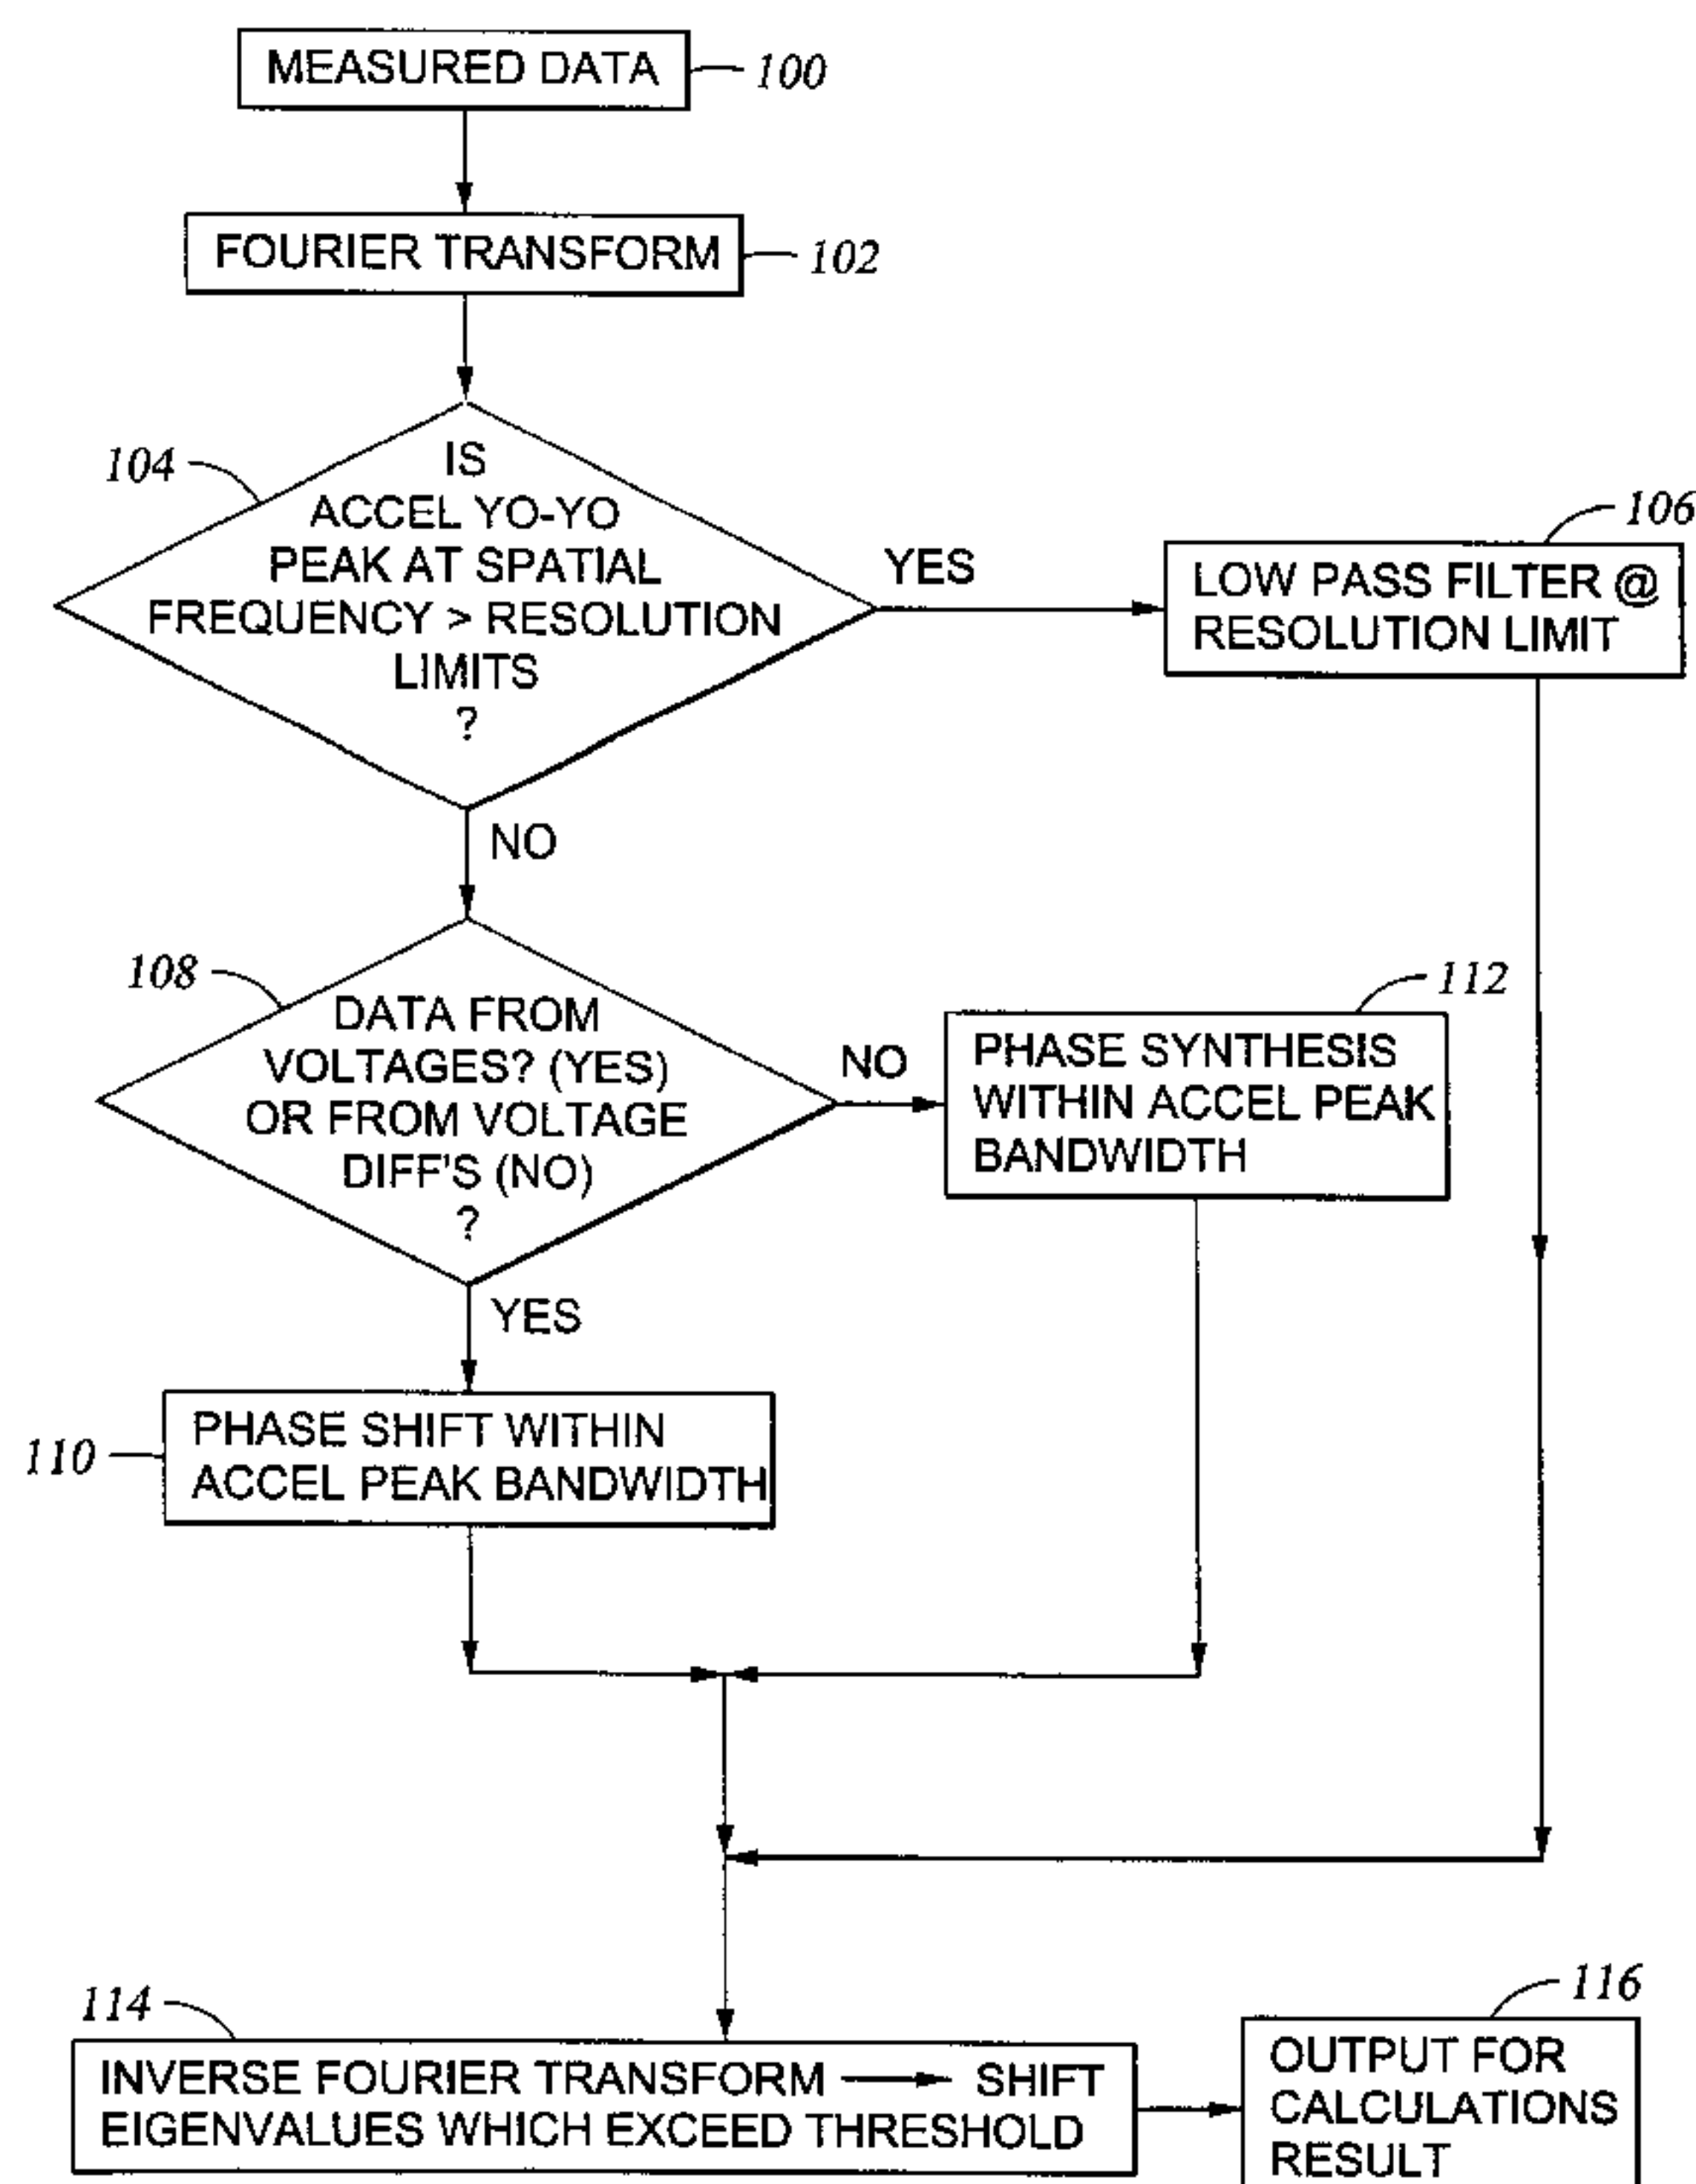 MEASURED DATA
100
FOURIER TRANSFORM
102
104
IS
ACCEL YO-YO
PEAK AT SPATIAL
FREQUENCY > RESOLUTION
LIMITS
?
YES
106
LOW PASS FILTER @
RESOLUTION LIMIT
NO
108
DATA FROM
VOLTAGES? (YES)
OR FROM VOLTAGE
DIFF'S (NO)
?
NO
112
PHASE SYNTHESIS
WITHIN ACCEL PEAK
BANDWIDTH
YES
110
PHASE SHIFT WITHIN
ACCEL PEAK BANDWIDTH
114
INVERSE FOURIER TRANSFORM → SHIFT
EIGENVALUES WHICH EXCEED THRESHOLD
116
OUTPUT FOR
CALCULATIONS
RESULT